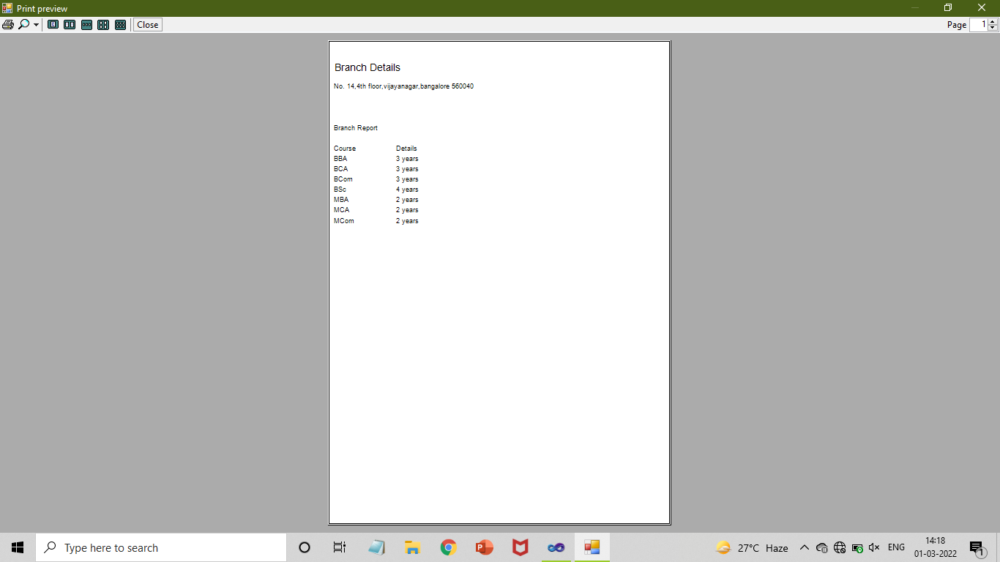 Print preview
Close
Page 1
Branch Details
No. 14,4th floor,vijayanagar,bangalore 560040
Branch Report
Course Details
BBA 3 years
BCA 3 years
BCom 3 years
BSc 4 years
MBA 2 years
MCA 2 years
MCom 2 years
Type here to search
27°C Haze
ENG
14:18
01-03-2022
1